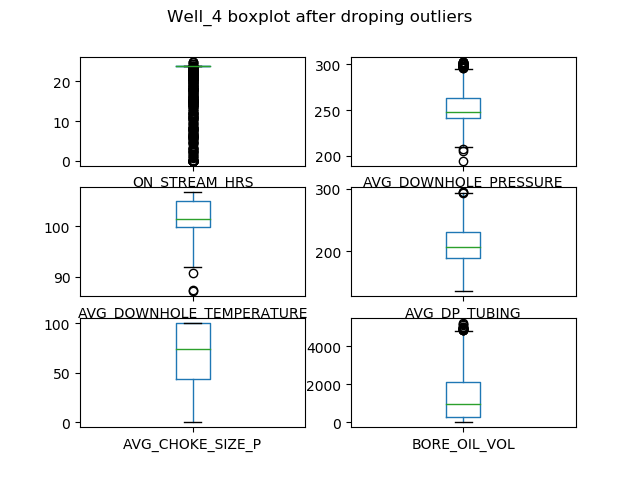 Well_4 boxplot after droping outliers
20
10
0
ON_STREAM_HRS
300
250
200
AVG_DOWNHOLE_PRESSURE
100
90
AVG_DOWNHOLE_TEMPERATURE
300
200
AVG_DP_TUBING
100
50
0
AVG_CHOKE_SIZE_P
4000
2000
0
BORE_OIL_VOL